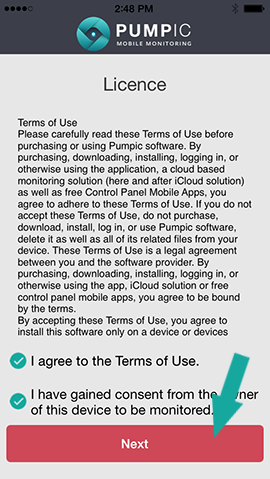 2:48 PM
PUMPIC
MOBILE MONITORING
Licence
Terms of Use
Please carefully read these Terms of Use before
purchasing or using Pumpic software. By
purchasing, downloading, installing, logging in, or
otherwise using the application, a cloud based
monitoring solution (here and after iCloud solution)
as well as free Control Panel Mobile Apps, you
agree to adhere to these Terms of Use. If you do not
accept these Terms of Use, do not purchase,
download, install, log in, or use Pumpic software,
delete it as well as all of its related files from your
device. These Terms of Use is a legal agreement
between you and the software provider. By
purchasing, downloading, installing, logging in, or
otherwise using the app, iCloud solution or free
control panel mobile apps, you agree to be bound
by the terms.
By accepting these Terms of Use, you agree to
install this software only on a device or devices
I agree to the Terms of Use.
I have gained consent from the owner
of this device to be monitored.
Next